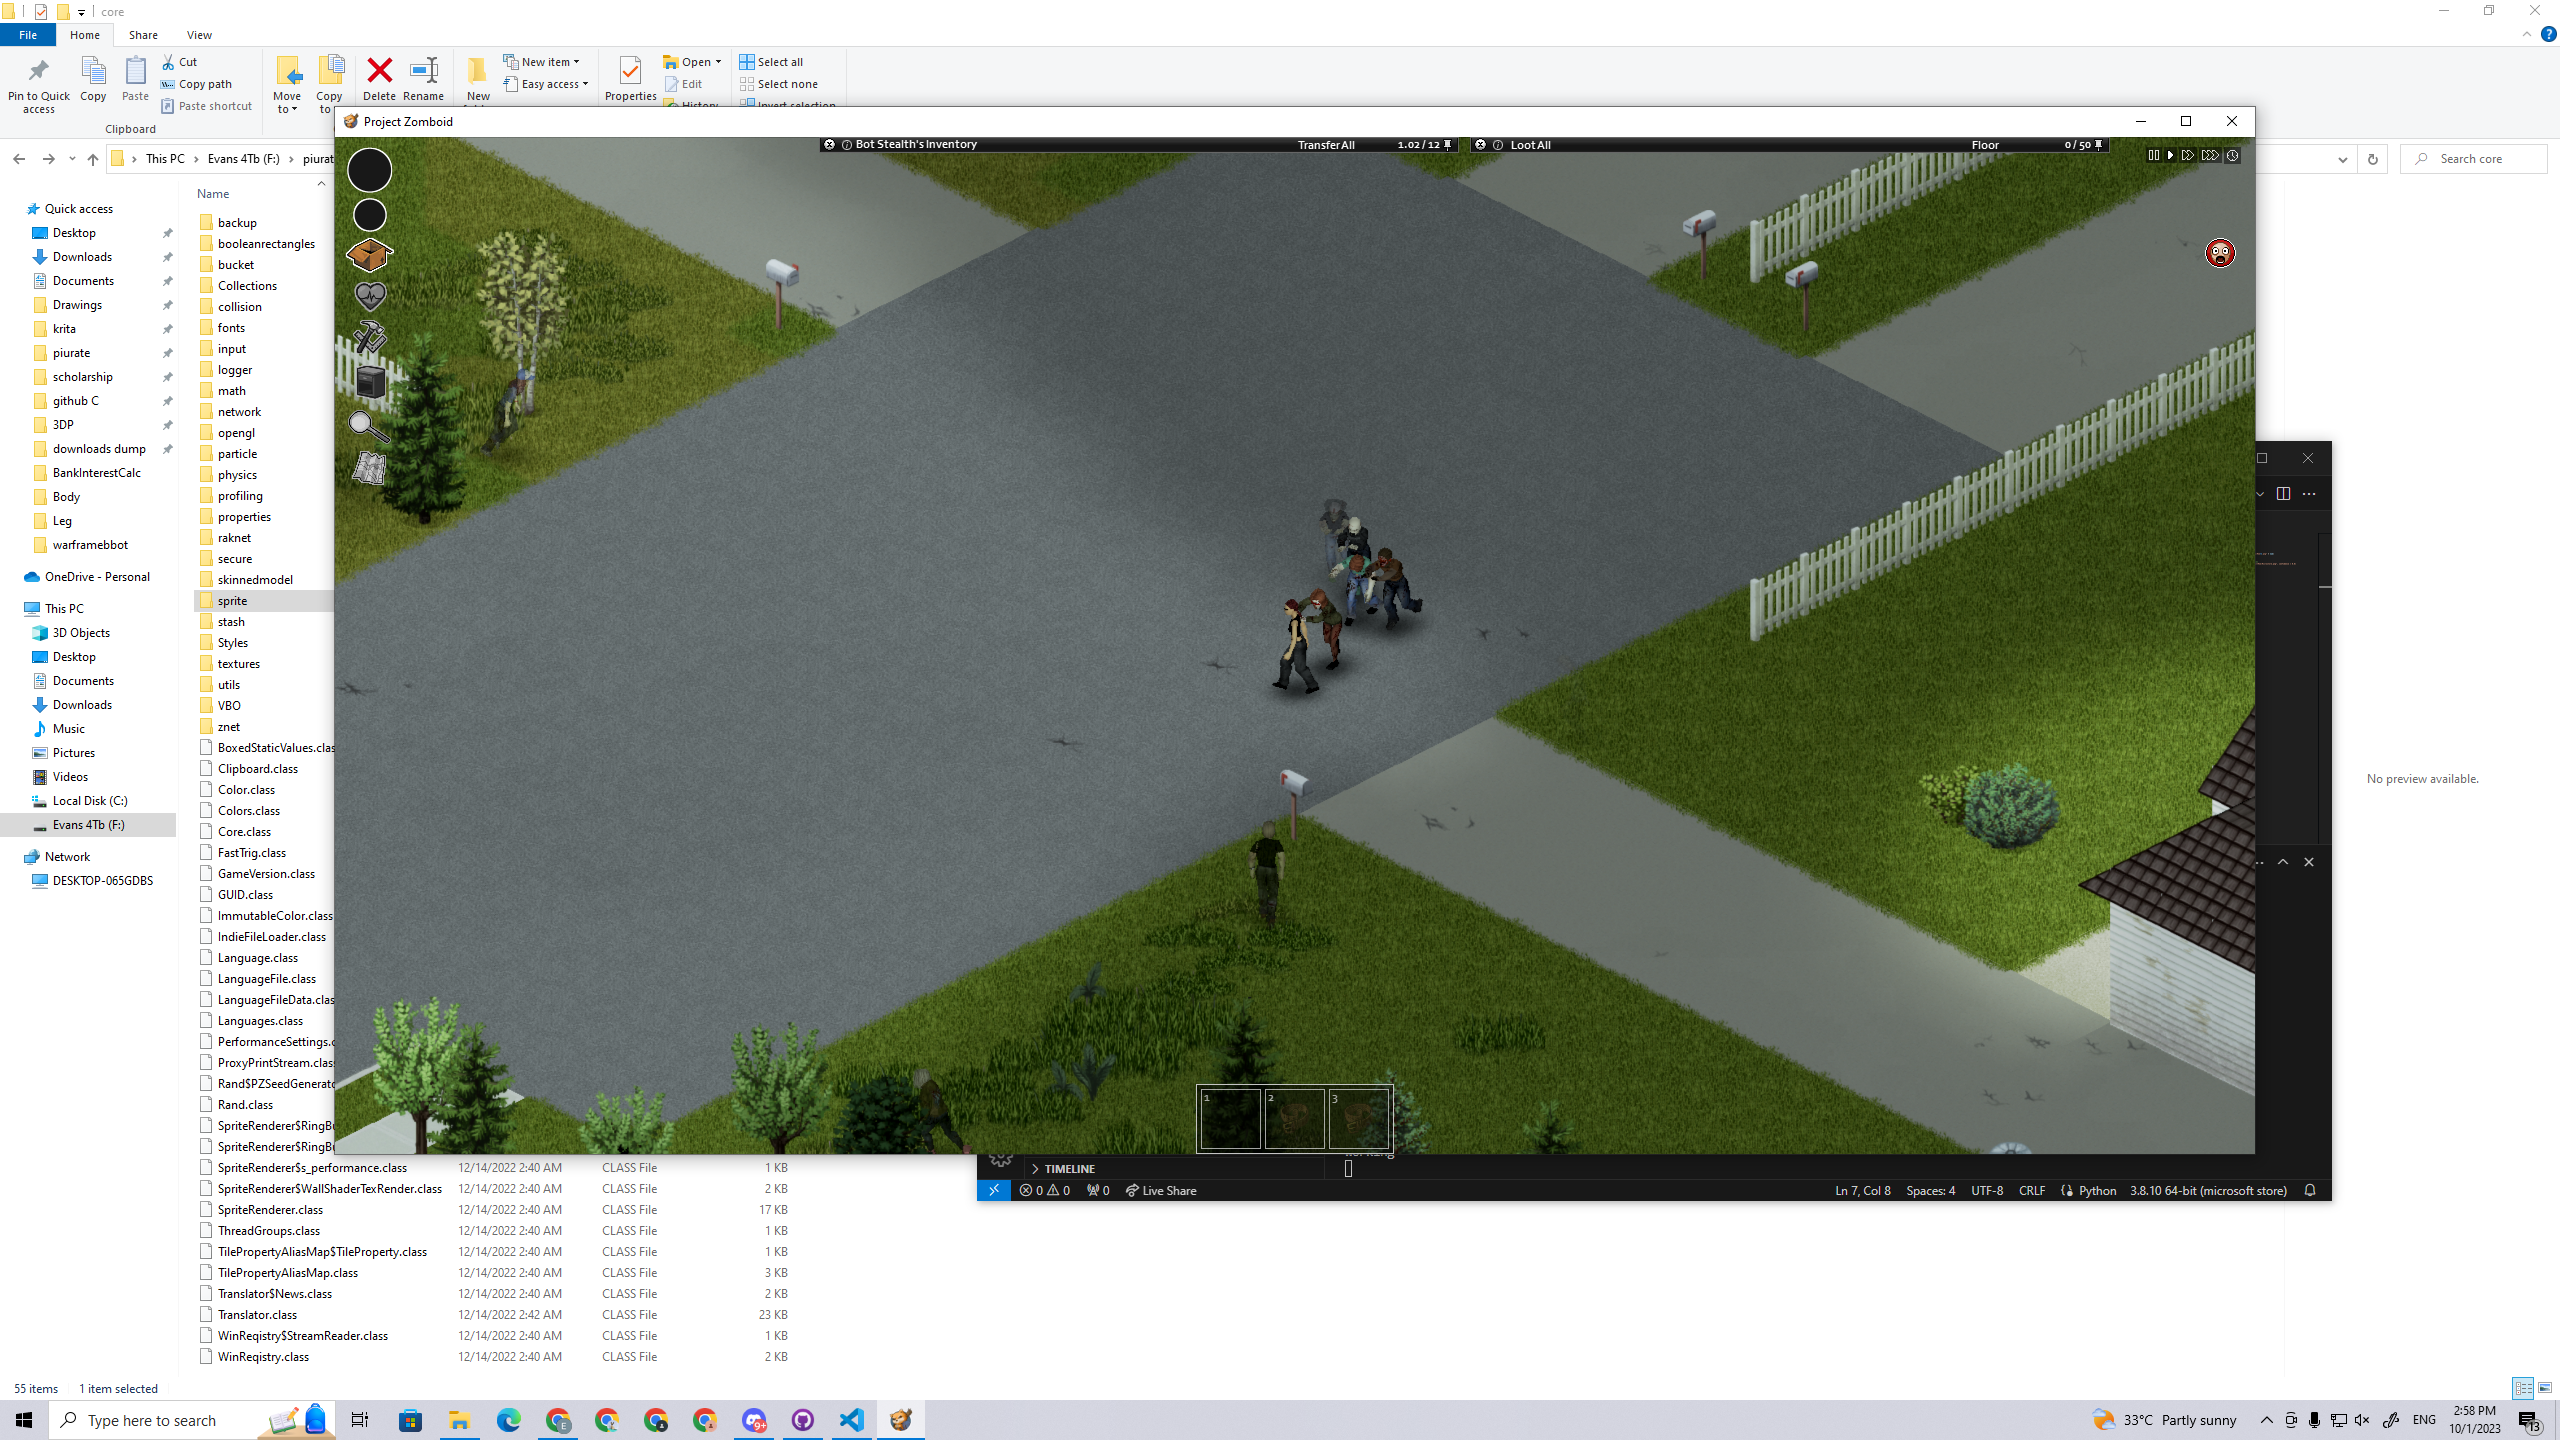 core
File
Home
Share
View
Pin to Quick access
Copy
Paste
Cut
Copy path
Paste shortcut
Clipboard
Move to
Copy to
Delete
Rename
New
New item
Easy access
Properties
Open
Edit
History
Select all
Select none
Invert selection
This PC
Evans 4Tb (F:)
piurat
Search core
Project Zomboid
Bot Stealth's Inventory
Transfer All
1.02 / 12
Loot All
Floor
0 / 50
1
2
3
Quick access
Desktop
Downloads
Documents
Drawings
krita
piurate
scholarship
github C
3DP
downloads dump
BankInterestCalc
Body
Leg
warframebbot
OneDrive - Personal
This PC
3D Objects
Desktop
Documents
Downloads
Music
Pictures
Videos
Local Disk (C:)
Evans 4Tb (F:)
Network
DESKTOP-065GDBS
Name
backup
booleanrectangles
bucket
Collections
collision
fonts
input
logger
math
network
opengl
particle
physics
profiling
properties
raknet
secure
skinnedmodel
sprite
stash
Styles
textures
utils
VBO
znet
BoxedStaticValues.clas
Clipboard.class
Color.class
Colors.class
Core.class
FastTrig.class
GameVersion.class
GUID.class
ImmutableColor.class
IndieFileLoader.class
Language.class
LanguageFile.class
LanguageFileData.clas
Languages.class
PerformanceSettings.c
ProxyPrintStream.class
Rand$PZSeedGenerato
Rand.class
SpriteRenderer$RingBu
SpriteRenderer$RingBu
SpriteRenderer$s_performance.class 12/14/2022 2:40 AM CLASS File 1 KB
SpriteRenderer$WallShaderTexRender.class 12/14/2022 2:40 AM CLASS File 2 KB
SpriteRenderer.class 12/14/2022 2:40 AM CLASS File 17 KB
ThreadGroups.class 12/14/2022 2:40 AM CLASS File 1 KB
TilePropertyAliasMap$TileProperty.class 12/14/2022 2:40 AM CLASS File 1 KB
TilePropertyAliasMap.class 12/14/2022 2:40 AM CLASS File 3 KB
Translator$News.class 12/14/2022 2:40 AM CLASS File 2 KB
Translator.class 12/14/2022 2:42 AM CLASS File 23 KB
WinReqistry$StreamReader.class 12/14/2022 2:40 AM CLASS File 1 KB
WinReqistry.class 12/14/2022 2:40 AM CLASS File 2 KB
No preview available.
TIMELINE
0 0
0
Live Share
Ln 7, Col 8
Spaces: 4
UTF-8
CRLF
Python
3.8.10 64-bit (microsoft store)
55 items
1 item selected
Type here to search
9+
33°C Partly sunny
ENG
2:58 PM
10/1/2023
13